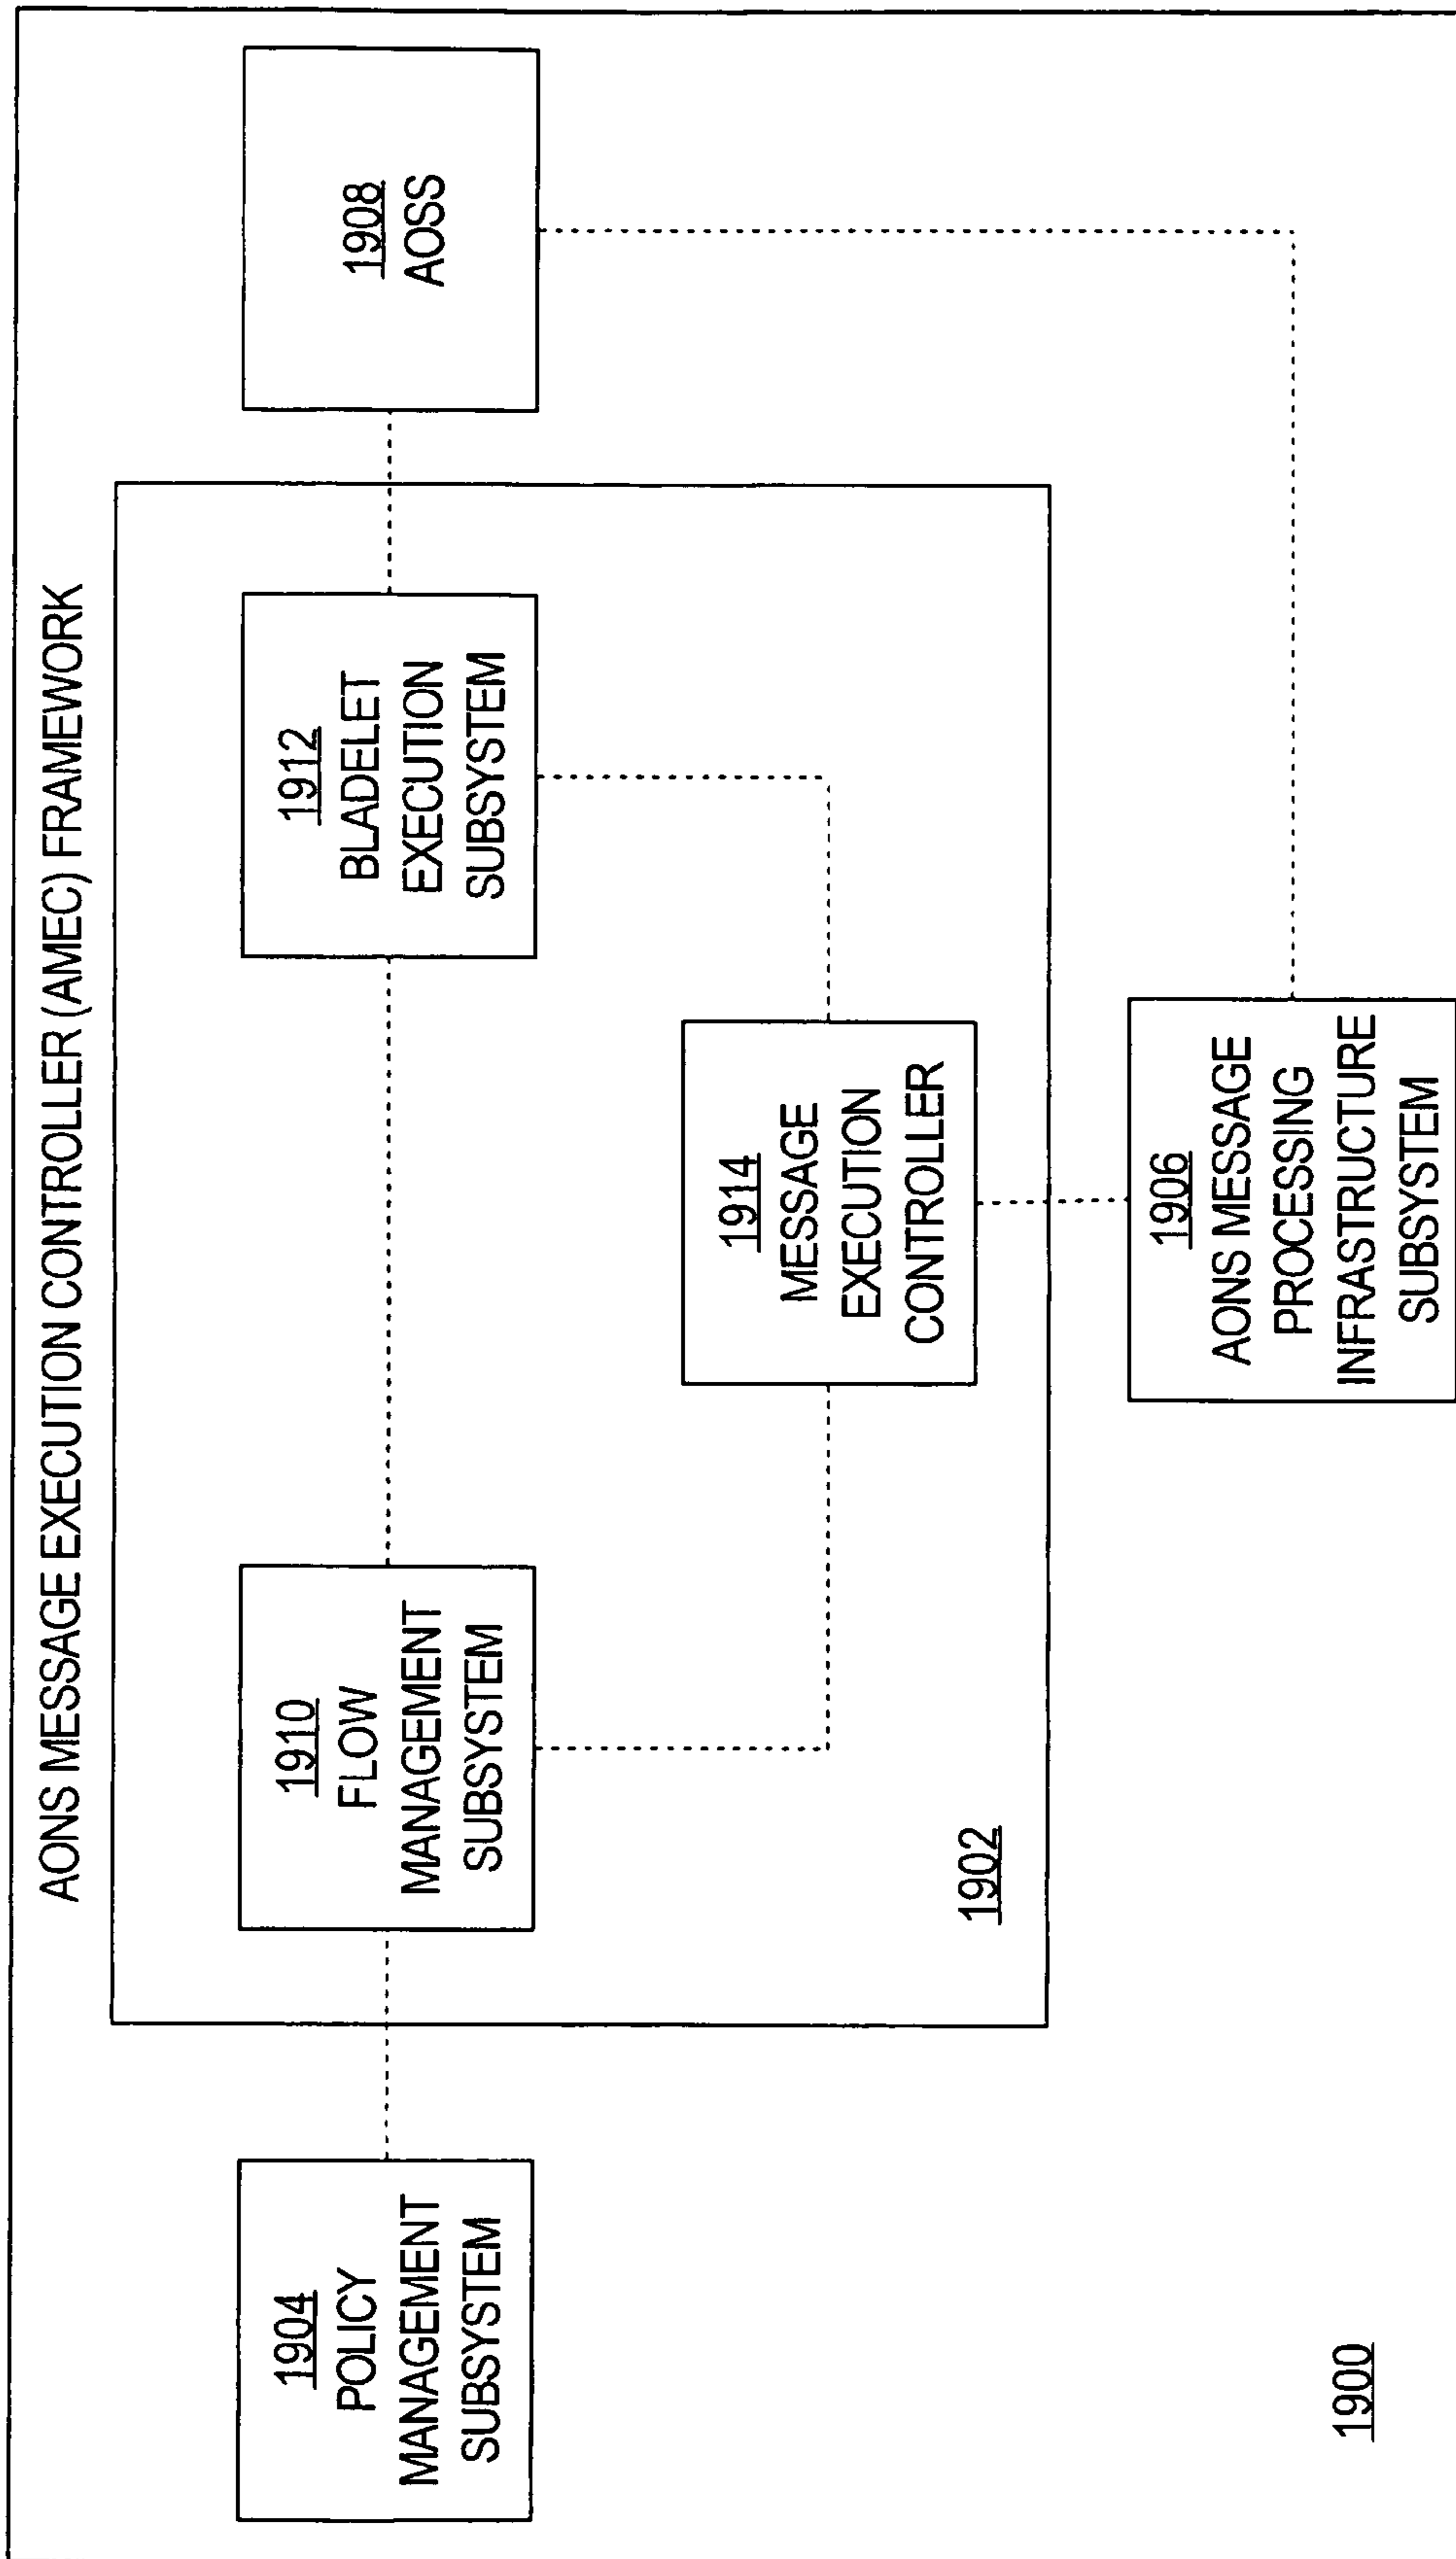 AONS MESSAGE EXECUTION CONTROLLER (AMEC) FRAMEWORK
1904
POLICY
MANAGEMENT
SUBSYSTEM
1910
FLOW
MANAGEMENT
SUBSYSTEM
1912
BLADELET
EXECUTION
SUBSYSTEM
1908
AOSS
1914
MESSAGE
EXECUTION
CONTROLLER
1902
1906
AONS MESSAGE
PROCESSING
INFRASTRUCTURE
SUBSYSTEM
1900